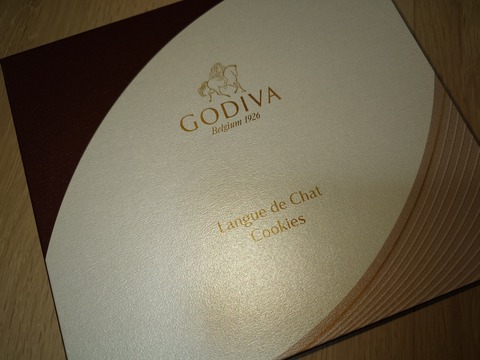 GODIVA
Belgium 1926
Langue de Chat
Cookies